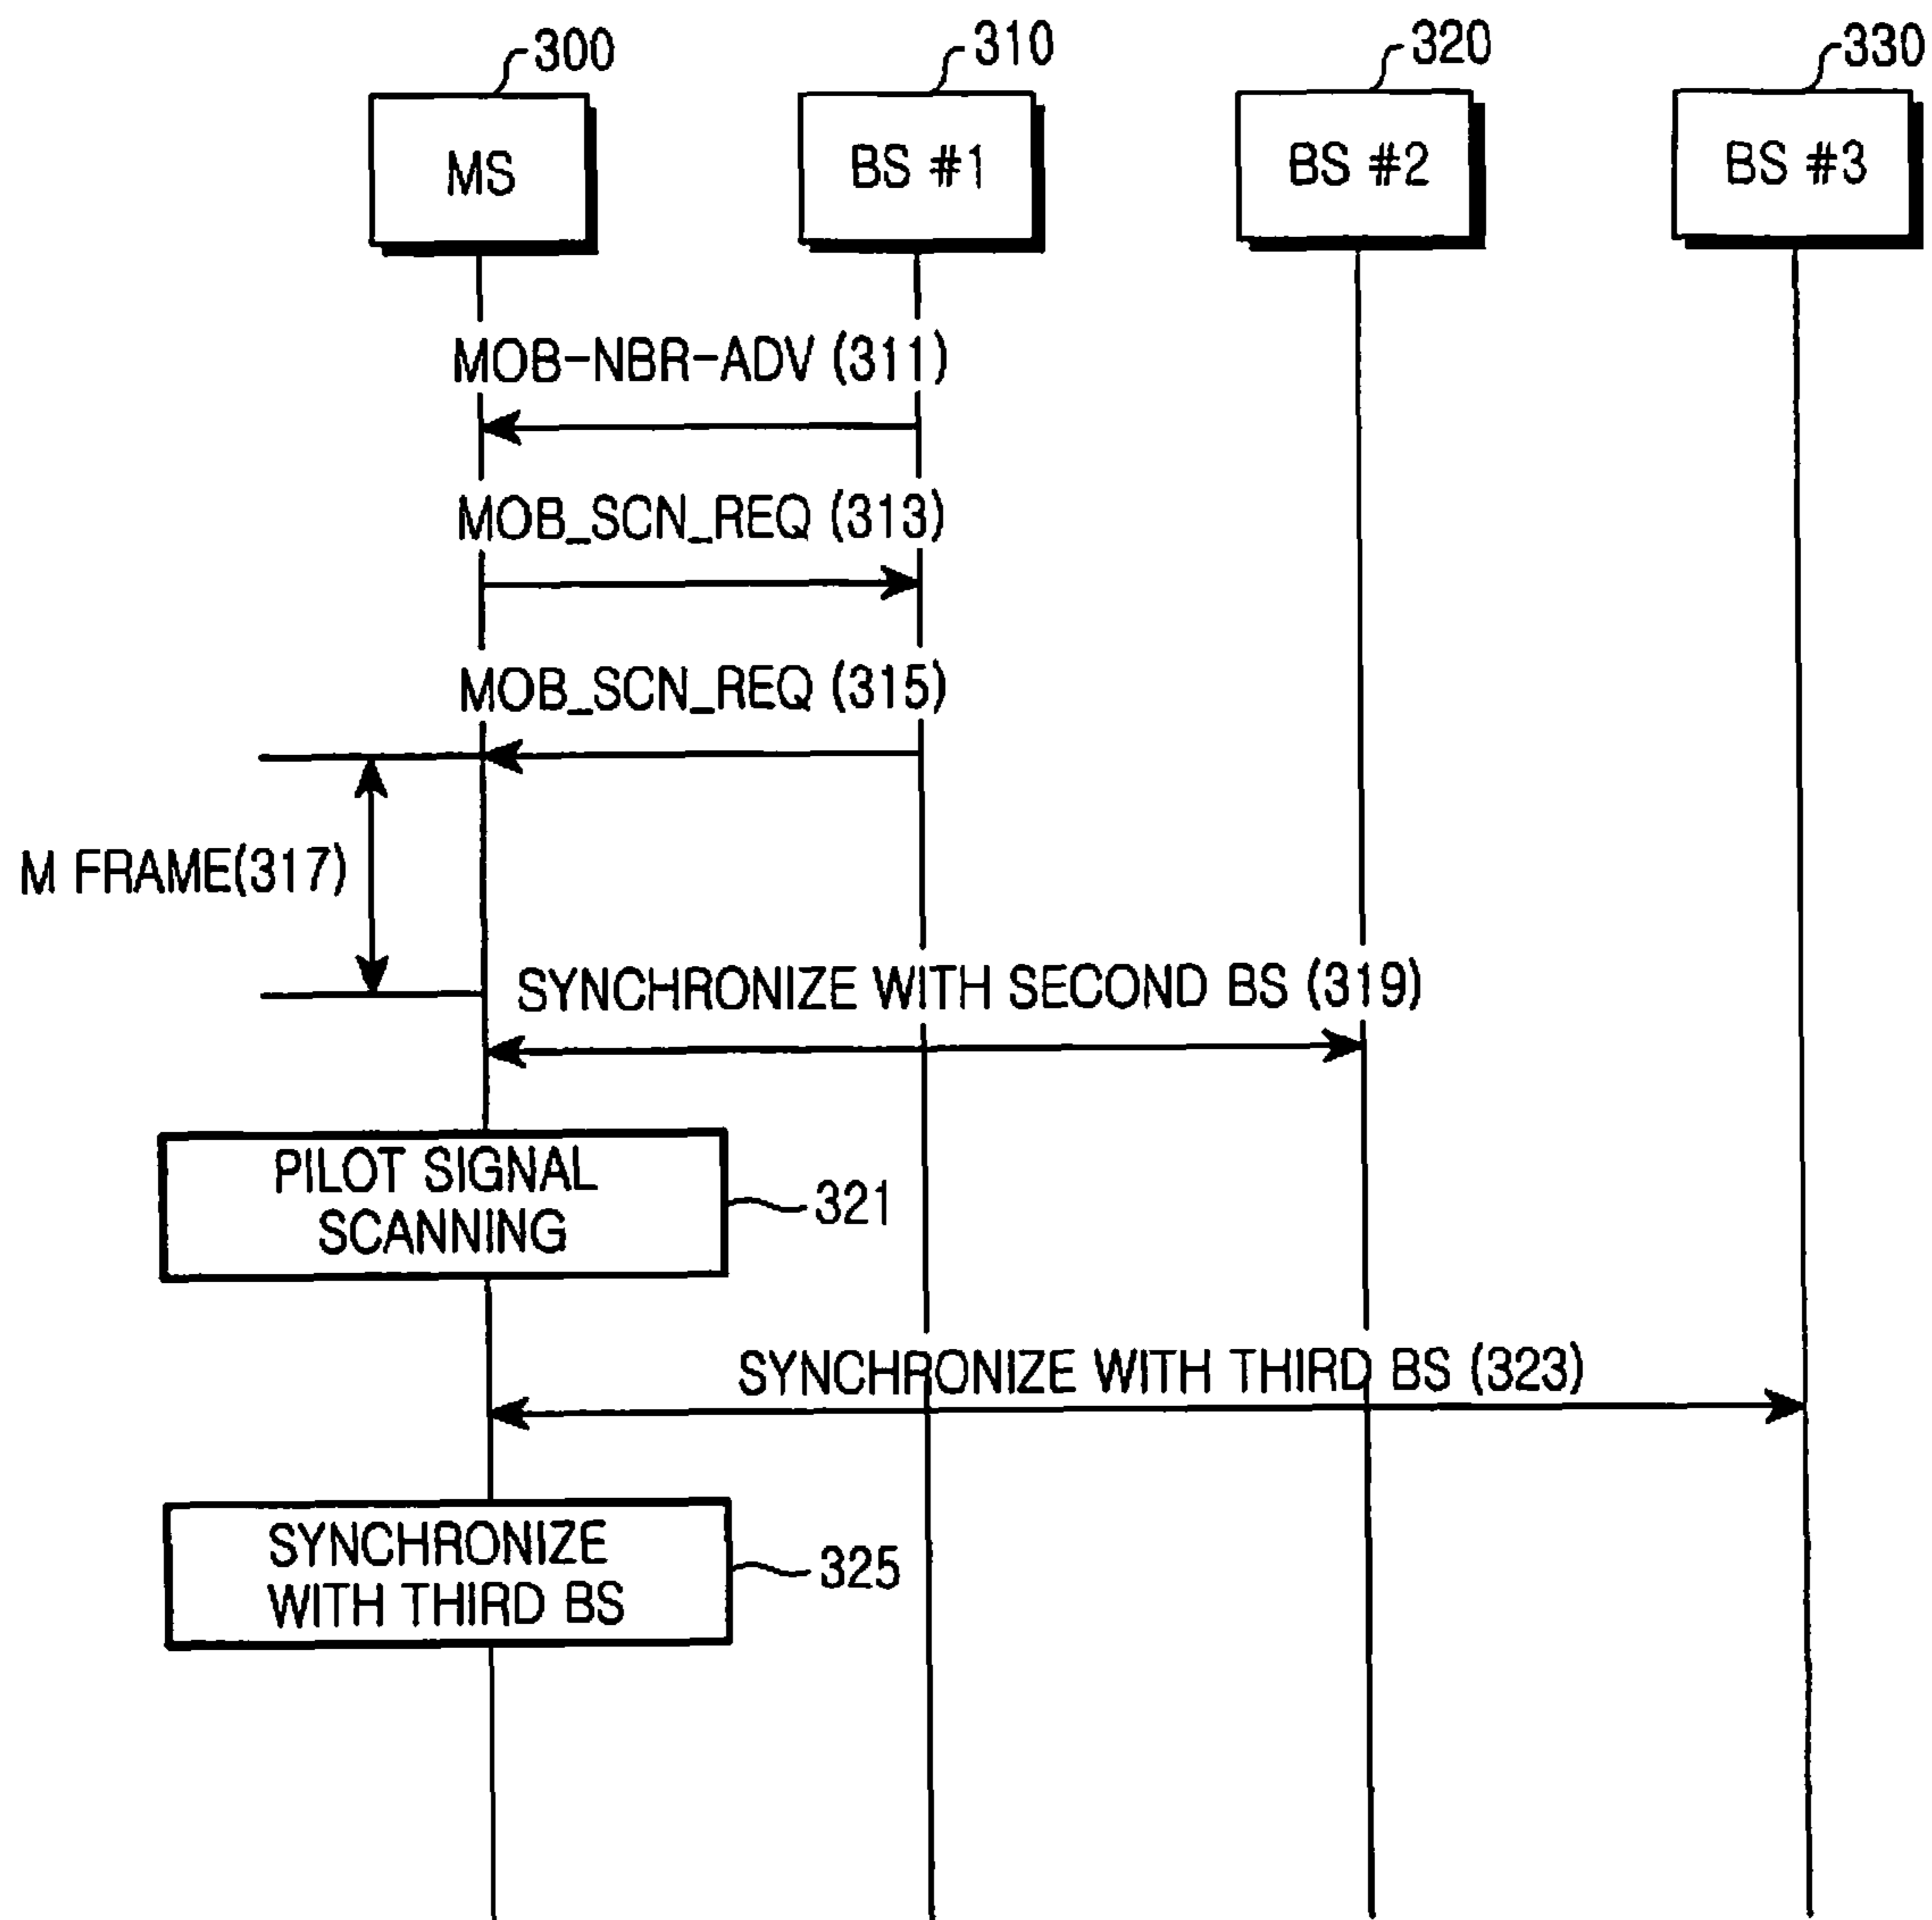 300
310
320
330
MS
BS #1
BS #2
BS #3
MOB-NBR-ADV (311)
MOB_SCN_REQ (313)
MOB_SCN_REQ (315)
M FRAME(317)
SYNCHRONIZE WITH SECOND BS (319)
PILOT SIGNAL
SCANNING
321
SYNCHRONIZE WITH THIRD BS (323)
SYNCHRONIZE
WITH THIRD BS
325